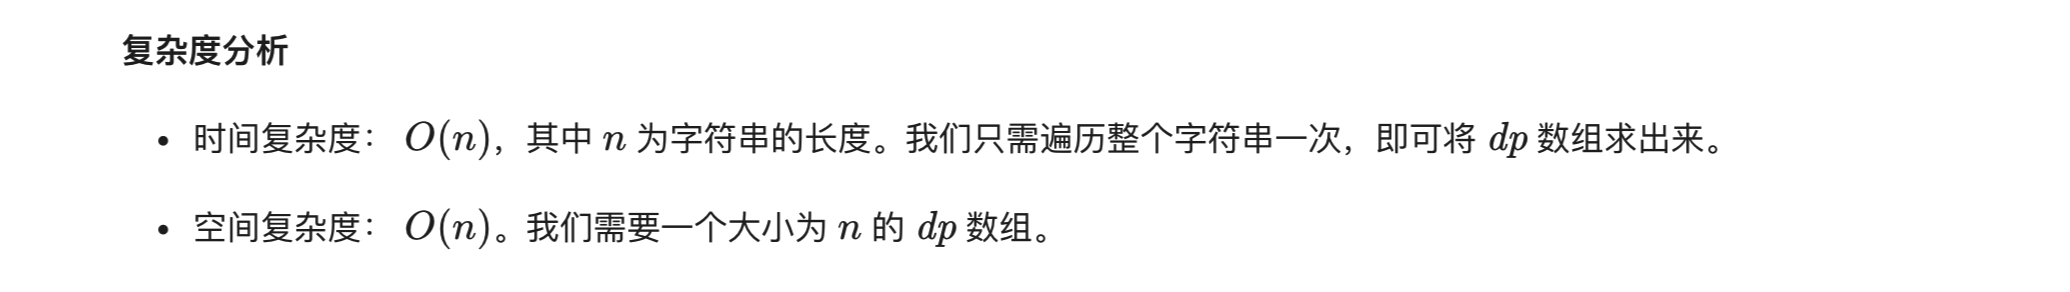 复杂度分析
• 时间复杂度： O(n)，其中 n 为字符串的长度。我们只需遍历整个字符串一次，即可将 dp 数组求出来。
• 空间复杂度： O(n)。我们需要一个大小为 n 的 dp 数组。